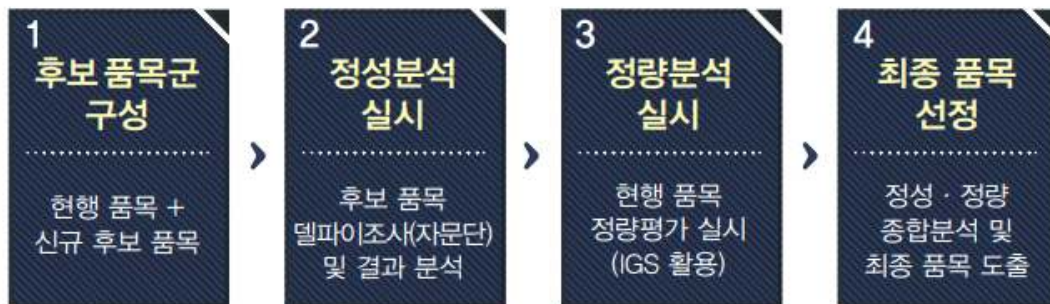 1
후보 품목군
구성
현행 품목 +
신규 후보 품목
2
정성분석
실시
후보 품목
델파이조사(자문단)
및 결과 분석
3
정량분석
실시
현행 품목
정량평가 실시
(IGS 활용)
4
최종 품목
선정
정성 · 정량
종합분석 및
최종 품목 도출